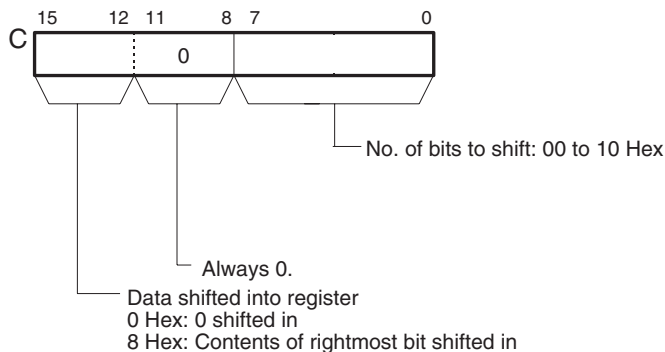 15 12 11 8 7 0
C
0
No. of bits to shift: 00 to 10 Hex
Always 0.
Data shifted into register
0 Hex: 0 shifted in
8 Hex: Contents of rightmost bit shifted in